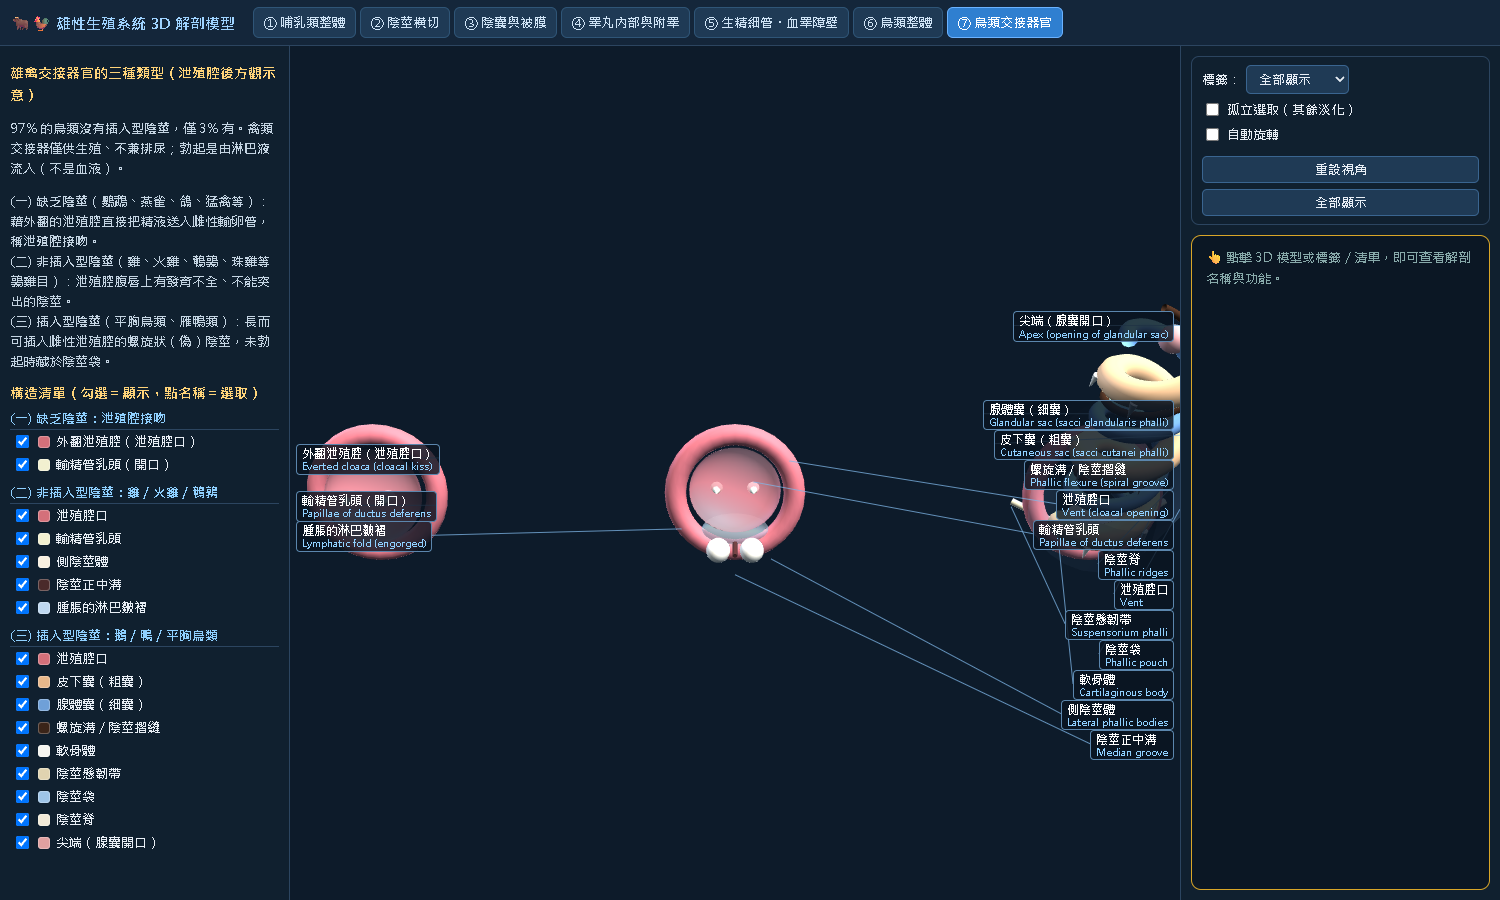 雄性生殖系統 3D 解剖模型
① 哺乳類整體
② 陰莖橫切
③ 陰囊與被膜
④ 睪丸內部與附睪
⑤ 生精細管・血睪障壁
⑥ 鳥類整體
⑦ 鳥類交接器官
雄禽交接器官的三種類型（泄殖腔後方觀示
意）
97% 的鳥類沒有插入型陰莖，僅 3% 有。禽類
交接器僅供生殖、不兼排尿；勃起是由淋巴液
流入（不是血液）。
(一) 缺乏陰莖（鸚鵡、燕雀、鴿、猛禽等）：
藉外翻的泄殖腔直接把精液送入雌性輸卵管，
稱泄殖腔接吻。
(二) 非插入型陰莖（雞、火雞、鵪鶉、珠雞等
鶉雞目）：泄殖腔腹唇上有發育不全、不能突
出的陰莖。
(三) 插入型陰莖（平胸鳥類、雁鴨類）：長而
可插入雌性泄殖腔的螺旋狀（偽）陰莖，未勃
起時藏於陰莖袋。
構造清單（勾選＝顯示，點名稱＝選取）
(一) 缺乏陰莖：泄殖腔接吻
外翻泄殖腔（泄殖腔口）
輸精管乳頭（開口）
(二) 非插入型陰莖：雞 / 火雞 / 鵪鶉
泄殖腔口
輸精管乳頭
側陰莖體
陰莖正中溝
腫脹的淋巴皺褶
(三) 插入型陰莖：鵝 / 鴨 / 平胸鳥類
泄殖腔口
皮下囊（粗囊）
腺體囊（細囊）
螺旋溝 / 陰莖摺縫
軟骨體
陰莖懸韌帶
陰莖袋
陰莖脊
尖端（腺囊開口）
外翻泄殖腔（泄殖腔口）
Everted cloaca (cloacal kiss)
輸精管乳頭（開口）
Papillae of ductus deferens
腫脹的淋巴皺褶
Lymphatic fold (engorged)
尖端（腺囊開口）
Apex (opening of glandular sac)
腺體囊（細囊）
Glandular sac (sacci glandularis phalli)
皮下囊（粗囊）
Cutaneous sac (sacci cutanei phalli)
螺旋溝 / 陰莖摺縫
Phallic flexure (spiral groove)
泄殖腔口
Vent (cloacal opening)
輸精管乳頭
Papillae of ductus deferens
陰莖脊
Phallic ridges
泄殖腔口
Vent
陰莖懸韌帶
Suspensorium phalli
陰莖袋
Phallic pouch
軟骨體
Cartilaginous body
側陰莖體
Lateral phallic bodies
陰莖正中溝
Median groove
標籤：
全部顯示
孤立選取（其餘淡化）
自動旋轉
重設視角
全部顯示
點擊 3D 模型或標籤 / 清單，即可查看解剖
名稱與功能。